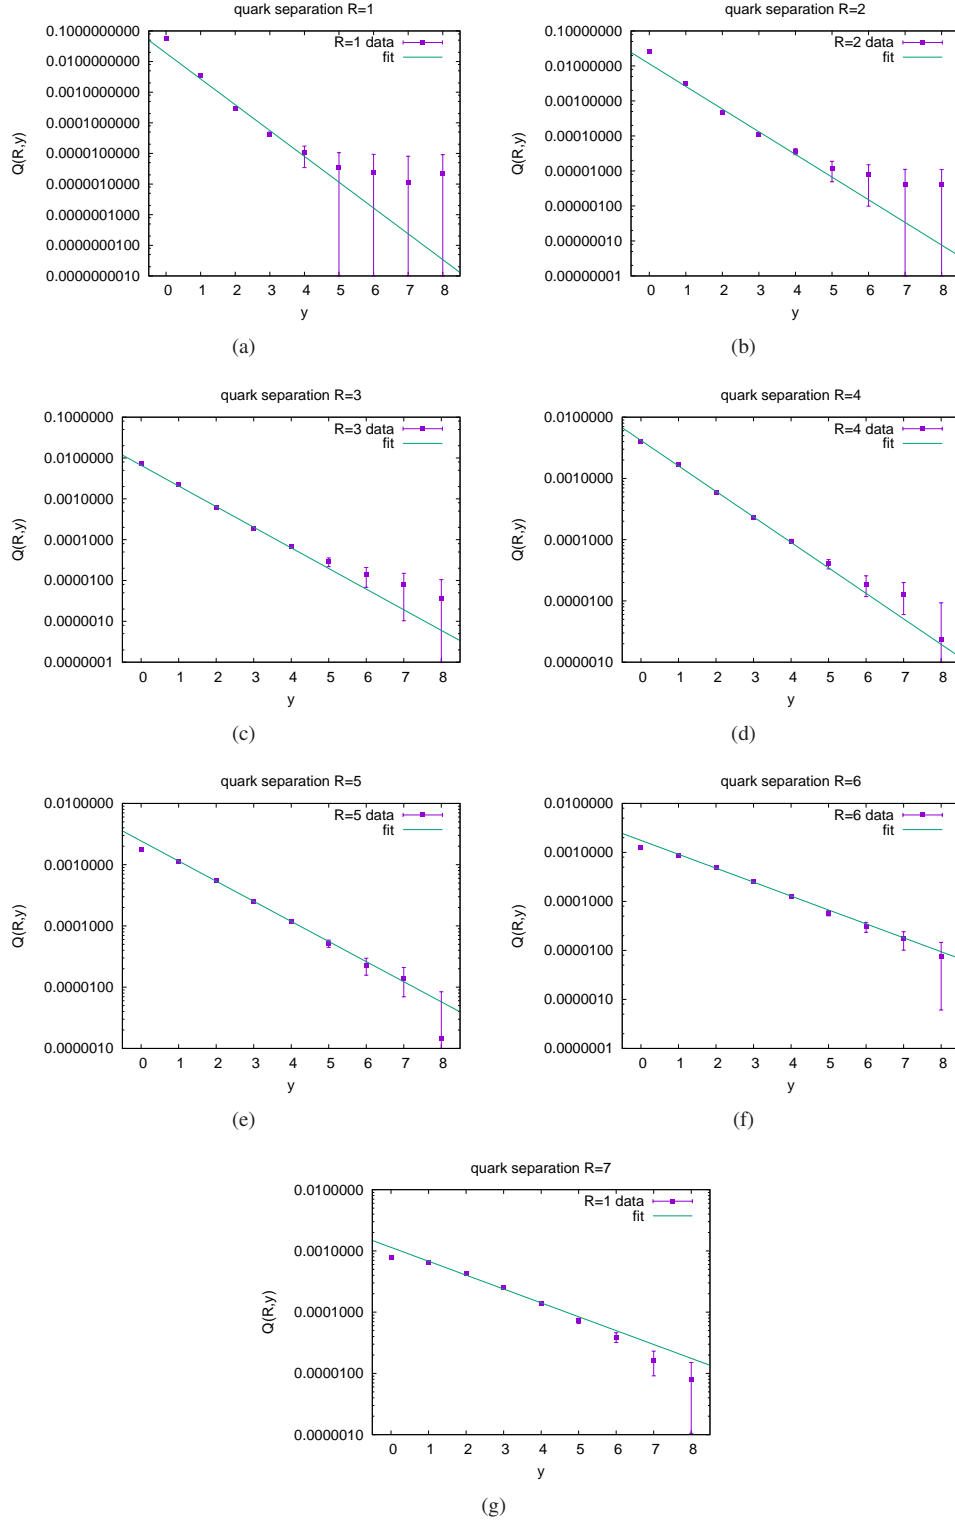 quark separation R=1
0.1000000000
0.0100000000
0.0010000000
0.0001000000
0.0000100000
0.0000010000
0.0000001000
0.0000000100
0.0000000010
Q(R,y)
R=1 data
fit
0 1 2 3 4 5 6 7 8
y
(a)
quark separation R=2
0.10000000
0.01000000
0.00100000
0.00010000
0.00001000
0.00000100
0.00000010
0.00000001
Q(R,y)
R=2 data
fit
0 1 2 3 4 5 6 7 8
y
(b)
quark separation R=3
0.1000000
0.0100000
0.0010000
0.0001000
0.0000100
0.0000010
0.0000001
Q(R,y)
R=3 data
fit
0 1 2 3 4 5 6 7 8
y
(c)
quark separation R=4
0.0100000
0.0010000
0.0001000
0.0000100
0.0000010
Q(R,y)
R=4 data
fit
0 1 2 3 4 5 6 7 8
y
(d)
quark separation R=5
0.0100000
0.0010000
0.0001000
0.0000100
0.0000010
Q(R,y)
R=5 data
fit
0 1 2 3 4 5 6 7 8
y
(e)
quark separation R=6
0.0100000
0.0010000
0.0001000
0.0000100
0.0000010
0.0000001
Q(R,y)
R=6 data
fit
0 1 2 3 4 5 6 7 8
y
(f)
quark separation R=7
0.0100000
0.0010000
0.0001000
0.0000100
0.0000010
Q(R,y)
R=1 data
fit
0 1 2 3 4 5 6 7 8
y
(g)